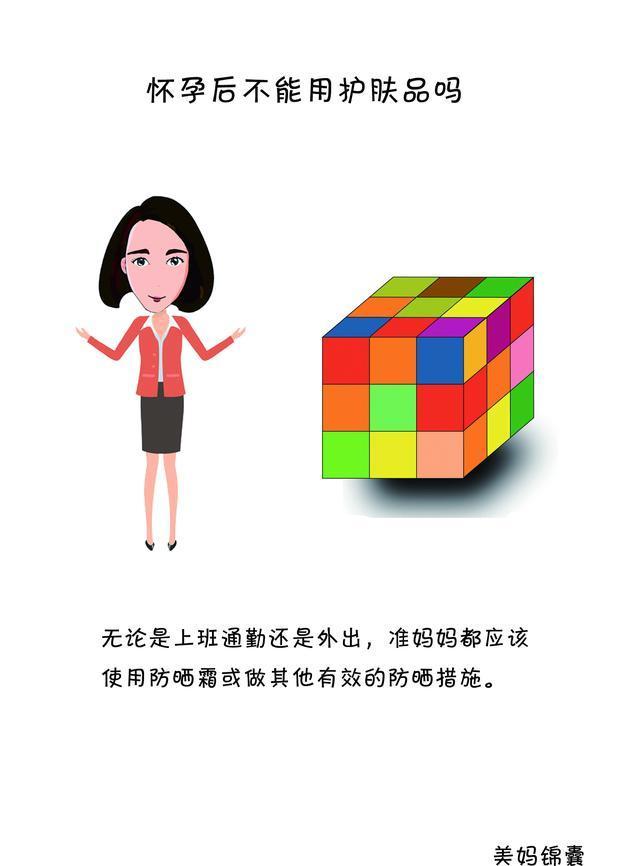 怀孕后不能用护肤品吗
无论是上班通勤还是外出，准妈妈都应该
使用防晒霜或做其他有效的防晒措施。
美妈锦囊